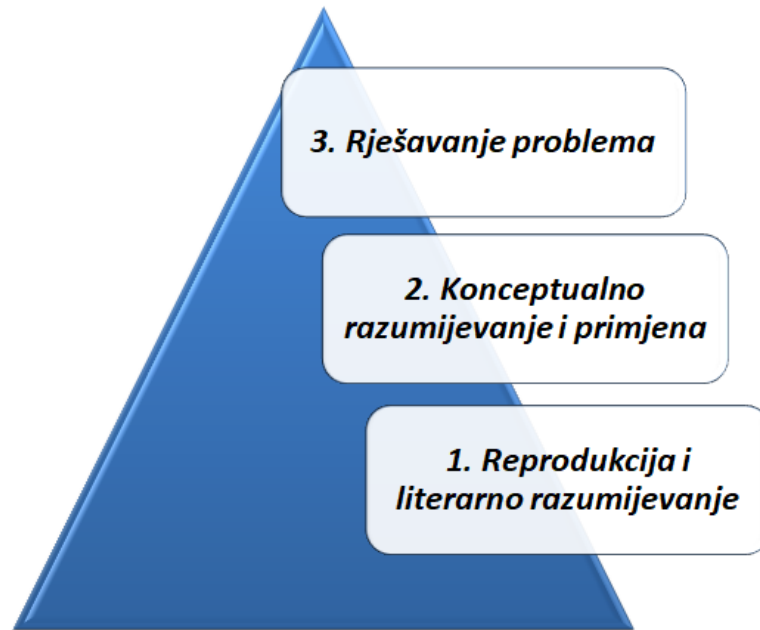 3. Rješavanje problema
2. Konceptualno
razumijevanje i primjena
1. Reprodukcija i
literarno razumijevanje